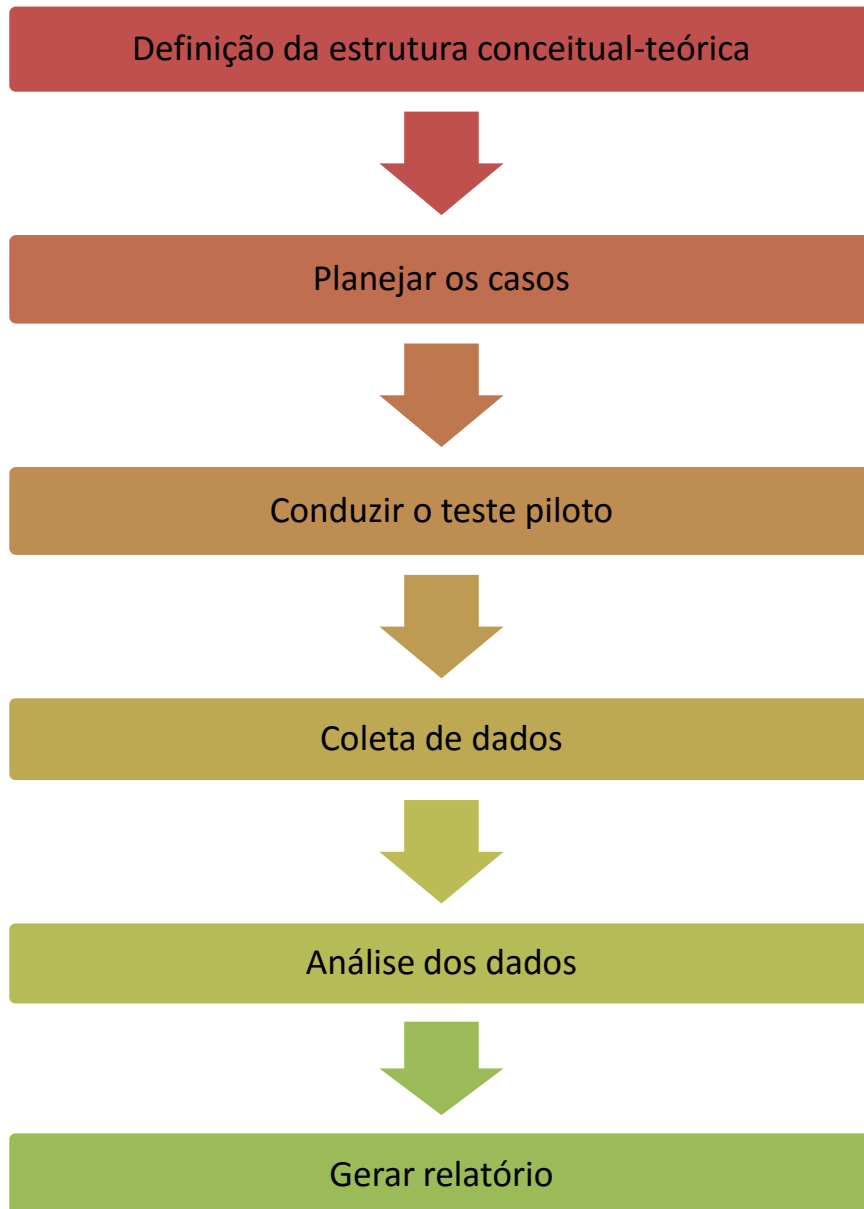 Definição da estrutura conceitual-teórica
Planejar os casos
Conduzir o teste piloto
Coleta de dados
Análise dos dados
Gerar relatório